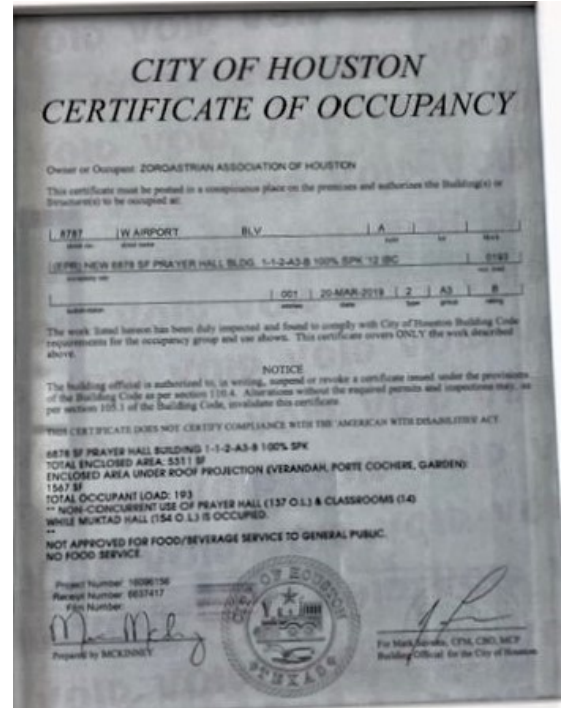 CITY OF HOUSTON
CERTIFICATE OF OCCUPANCY
Owner or Occupant: ZOROASTRIAN ASSOCIATION OF HOUSTON
This certificate must be posted in a conspicuous place on the premises and authorizes the Building(s) or
Structure(s) to be occupied at:
8787 W AIRPORT BLV A
(EPR) NEW 6878 SF PRAYER HALL BLDG. 1-1-2-A3-B 100% SPK '12 IBC 0193
001 20-MAR-2019 2 A3 B
The work listed hereon has been duly inspected and found to comply with City of Houston Building Code
requirements for the occupancy group and use shown. This certificate covers ONLY the work described
above.
NOTICE
The building official is authorized to, in writing, suspend or revoke a certificate issued under the provisions
of the Building Code as per section 110.4. Alterations without the required permits and inspections may, as
per section 105.1 of the Building Code, invalidate this certificate.
THIS CERTIFICATE DOES NOT CERTIFY COMPLIANCE WITH THE 'AMERICAN WITH DISABILITIES' ACT.
6878 SF PRAYER HALL BUILDING 1-1-2-A3-B 100% SPK
TOTAL ENCLOSED AREA: 5311 SF
ENCLOSED AREA UNDER ROOF PROJECTION (VERANDAH, PORTE COCHERE, GARDEN):
1567 SF
TOTAL OCCUPANT LOAD: 193
** NON-CONCURRENT USE OF PRAYER HALL (137 O.L.) & CLASSROOMS (14)
WHILE MUKTAD HALL (154 O.L.) IS OCCUPIED.
**
NOT APPROVED FOR FOOD/BEVERAGE SERVICE TO GENERAL PUBLIC.
NO FOOD SERVICE.
Project Number: 16096156
Receipt Number: 6637417
Film Number:
Prepared by MCKINNEY
CITY OF HOUSTON
TEXAS
For Mark CFM, CBO, MCP
Building Official for the City of Houston